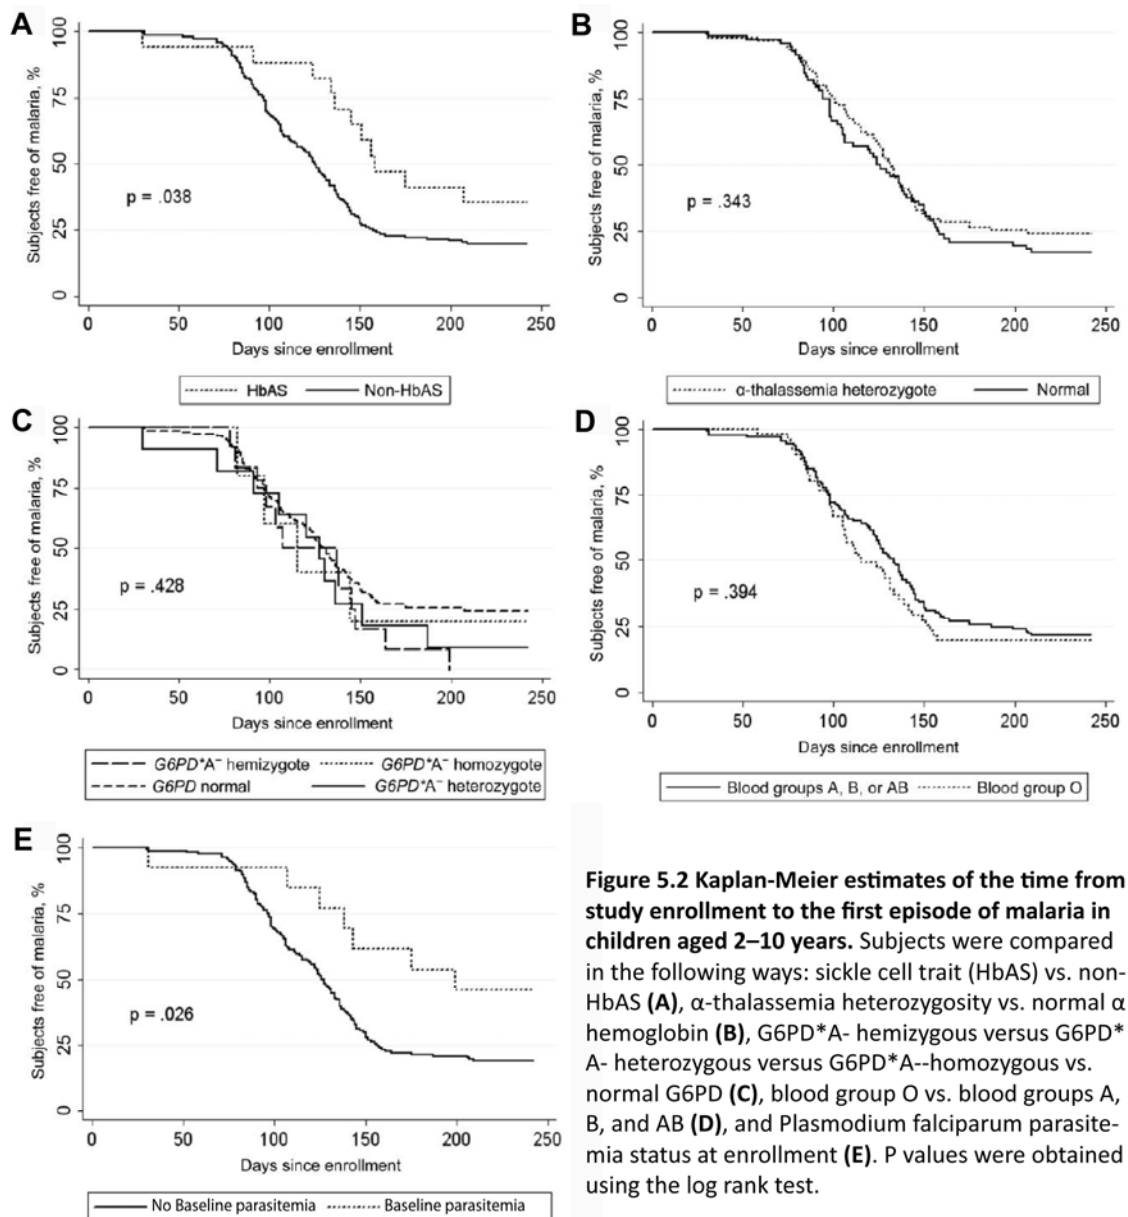 A
Subjects free of malaria, %
100
75
50
25
0
p = .038
0 50 100 150 200 250
Days since enrollment
HbAS Non-HbAS
B
Subjects free of malaria, %
100
75
50
25
0
p = .343
0 50 100 150 200 250
Days since enrollment
α-thalassemia heterozygote Normal
C
Subjects free of malaria, %
100
75
50
25
0
p = .428
0 50 100 150 200 250
Days since enrollment
G6PD*A⁻ hemizygote G6PD*A⁻ homozygote
G6PD normal G6PD*A⁻ heterozygote
D
Subjects free of malaria, %
100
75
50
25
0
p = .394
0 50 100 150 200 250
Days since enrollment
Blood groups A, B, or AB Blood group O
E
Subjects free of malaria, %
100
75
50
25
0
p = .026
0 50 100 150 200 250
Days since enrollment
No Baseline parasitemia Baseline parasitemia
Figure 5.2 Kaplan-Meier estimates of the time from
study enrollment to the first episode of malaria in
children aged 2–10 years. Subjects were compared
in the following ways: sickle cell trait (HbAS) vs. non-
HbAS (A), α-thalassemia heterozygosity vs. normal α
hemoglobin (B), G6PD*A- hemizygous versus G6PD*
A- heterozygous versus G6PD*A--homozygous vs.
normal G6PD (C), blood group O vs. blood groups A,
B, and AB (D), and Plasmodium falciparum parasite-
mia status at enrollment (E). P values were obtained
using the log rank test.